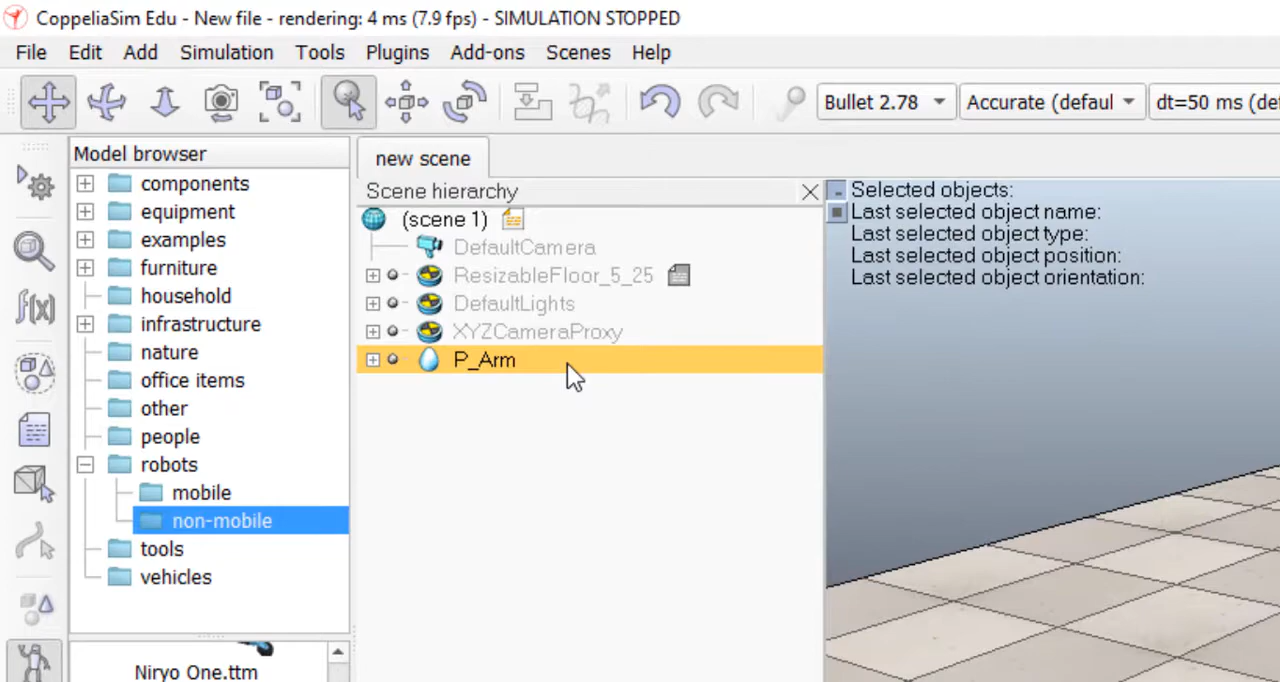 CoppeliaSim Edu - New file - rendering: 4 ms (7.9 fps) - SIMULATION STOPPED
File Edit Add Simulation Tools Plugins Add-ons Scenes Help
Bullet 2.78 Accurate (defaul dt=50 ms (def
Model browser
components
equipment
examples
furniture
household
infrastructure
nature
office items
other
people
robots
mobile
non-mobile
tools
vehicles
Niryo One.ttm
f(x)
new scene
Scene hierarchy
(scene 1)
DefaultCamera
ResizableFloor_5_25
DefaultLights
XYZCameraProxy
P_Arm
Selected objects:
Last selected object name:
Last selected object type:
Last selected object position:
Last selected object orientation: